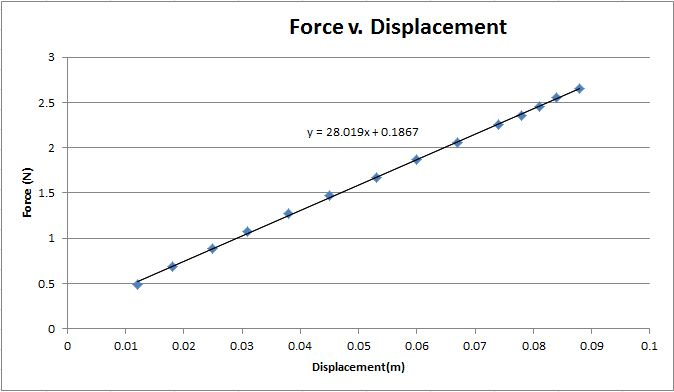 Force v. Displacement
3
2.5
2
1.5
1
0.5
0
y = 28.019x + 0.1867
Force (N)
0 0.01 0.02 0.03 0.04 0.05 0.06 0.07 0.08 0.09 0.1
Displacement(m)